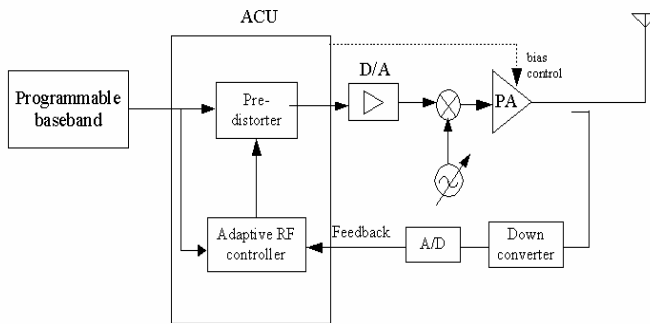 ACU
Programmable
baseband
Pre-
distorter
D/A
bias
control
PA
Adaptive RF
controller
Feedback
A/D
Down
converter